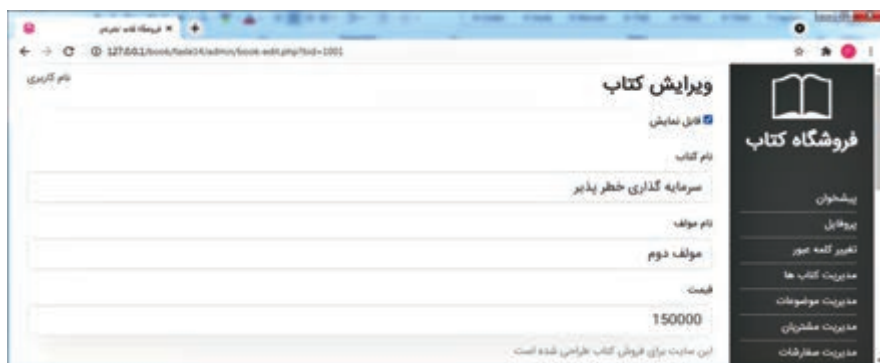 فروشگاه کتاب
127.0.0.1/book/
admin/book-edit.php?bid=1001
نام کاربری
ویرایش کتاب
قابل نمایش
نام کتاب
سرمایه گذاری خطر پذیر
نام مولف
مولف دوم
قیمت
150000
این سایت برای فروش کتاب طراحی شده است
پیشخوان
پروفایل
تغییر کلمه عبور
مدیریت کتاب ها
مدیریت موضوعات
مدیریت مشتریان
مدیریت سفارشات